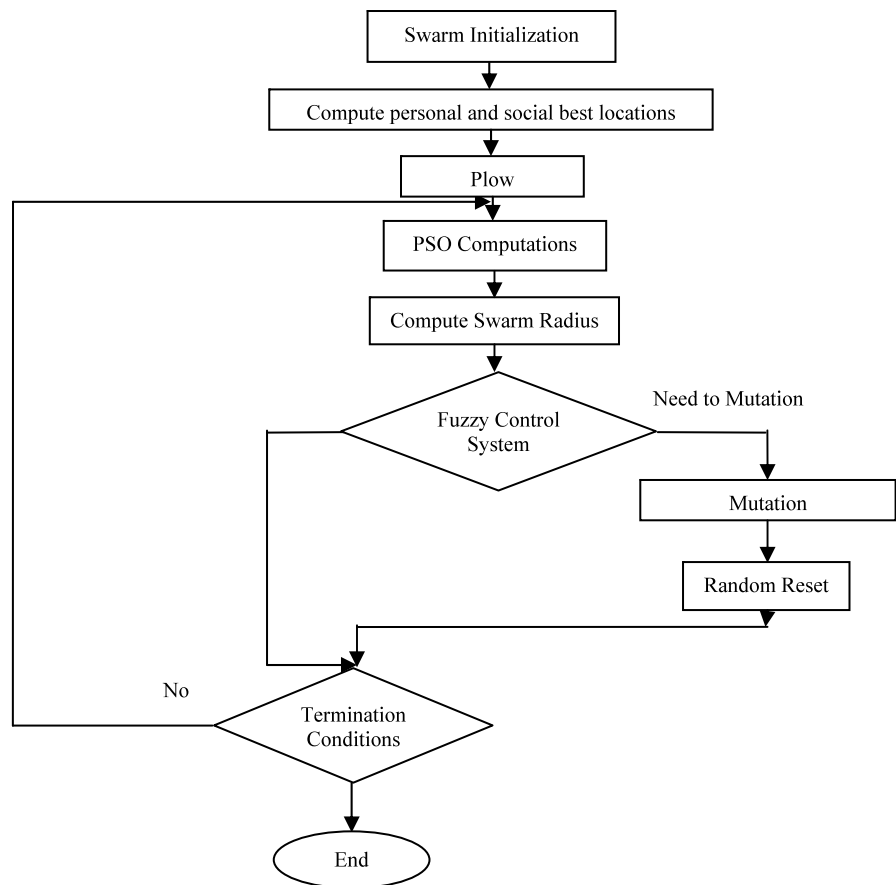 Swarm Initialization
Compute personal and social best locations
Plow
PSO Computations
Compute Swarm Radius
Need to Mutation
Fuzzy Control
System
Mutation
Random Reset
No
Termination
Conditions
End